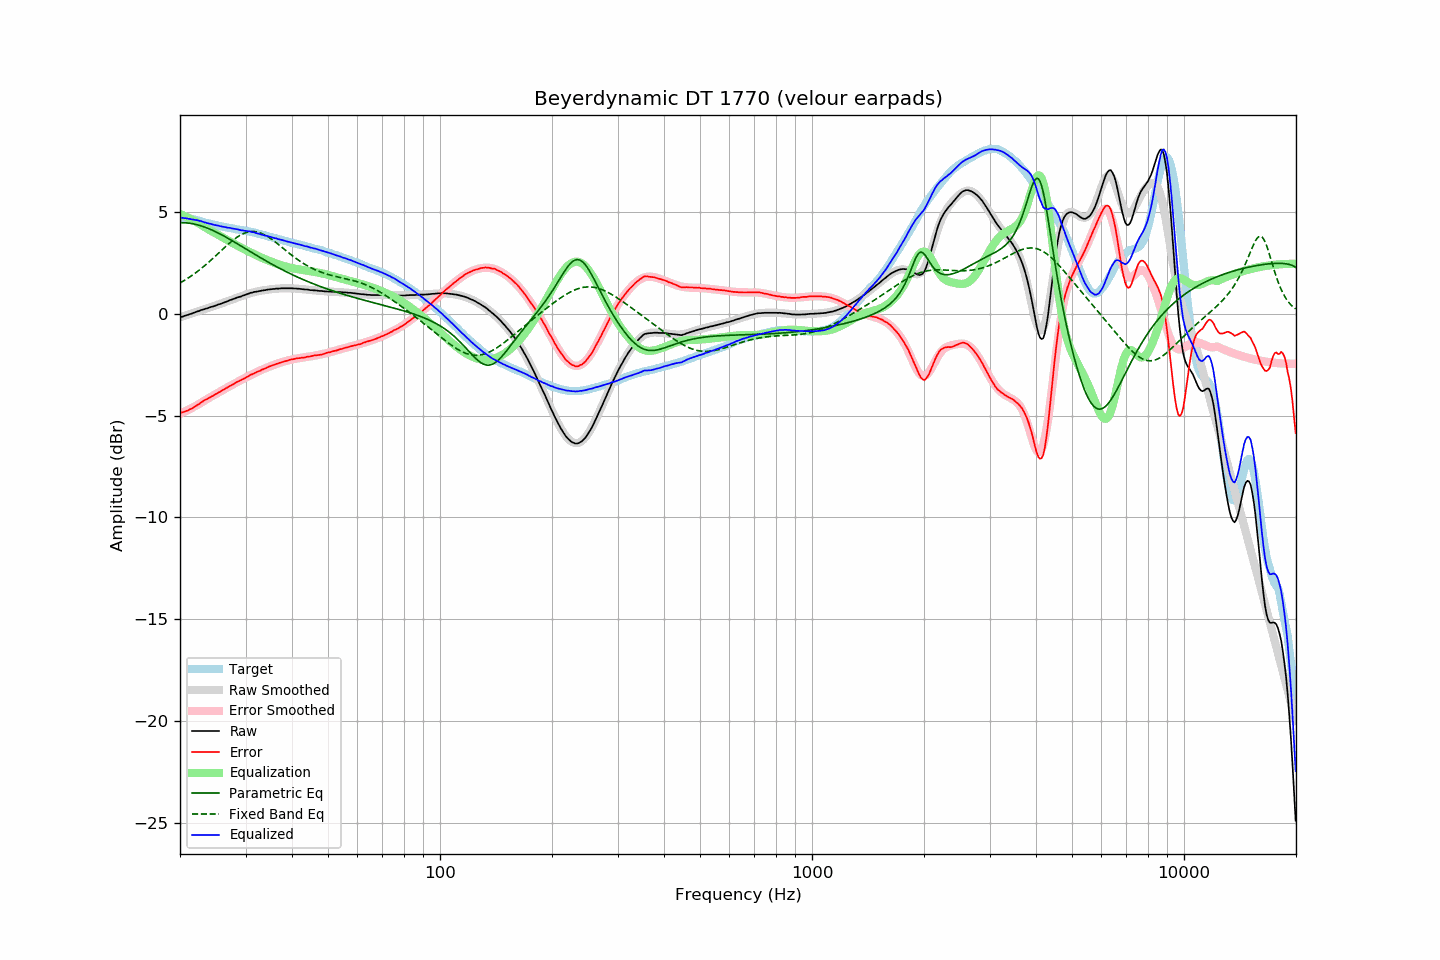 Beyerdynamic DT 1770 (velour earpads)
Amplitude (dBr)
5
0
−5
−10
−15
−20
−25
Target
Raw Smoothed
Error Smoothed
Raw
Error
Equalization
Parametric Eq
Fixed Band Eq
Equalized
100
1000
10000
Frequency (Hz)